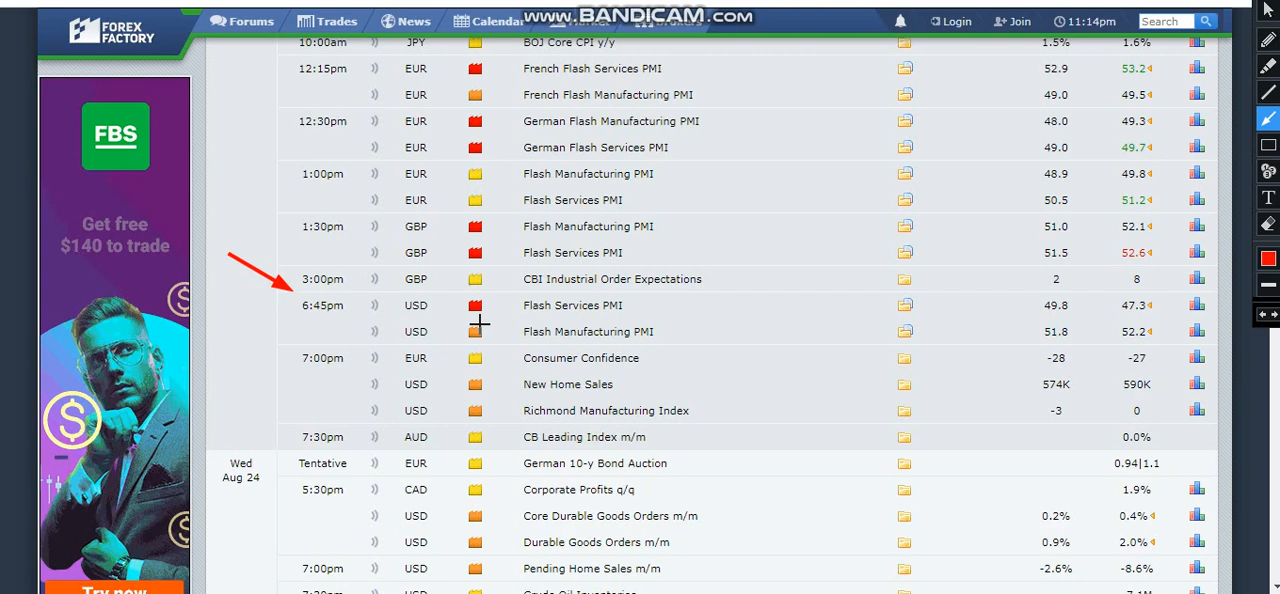 FOREX FACTORY
Forums
Trades
News
Calendar
www.BANDICAM.com
Login
Join
11:14pm
Search
FBS
Get free
$140 to trade
Try now
10:00am JPY BOJ Core CPI y/y 1.5% 1.6%
12:15pm EUR French Flash Services PMI 52.9 53.2
EUR French Flash Manufacturing PMI 49.0 49.5
12:30pm EUR German Flash Manufacturing PMI 48.0 49.3
EUR German Flash Services PMI 49.0 49.7
1:00pm EUR Flash Manufacturing PMI 48.9 49.8
EUR Flash Services PMI 50.5 51.2
1:30pm GBP Flash Manufacturing PMI 51.0 52.1
GBP Flash Services PMI 51.5 52.6
3:00pm GBP CBI Industrial Order Expectations 2 8
6:45pm USD Flash Services PMI 49.8 47.3
USD Flash Manufacturing PMI 51.8 52.2
7:00pm EUR Consumer Confidence -28 -27
USD New Home Sales 574K 590K
USD Richmond Manufacturing Index -3 0
7:30pm AUD CB Leading Index m/m 0.0%
Wed Tentative EUR German 10-y Bond Auction 0.94|1.1
Aug 24
5:30pm CAD Corporate Profits q/q 1.9%
USD Core Durable Goods Orders m/m 0.2% 0.4%
USD Durable Goods Orders m/m 0.9% 2.0%
7:00pm USD Pending Home Sales m/m -2.6% -8.6%